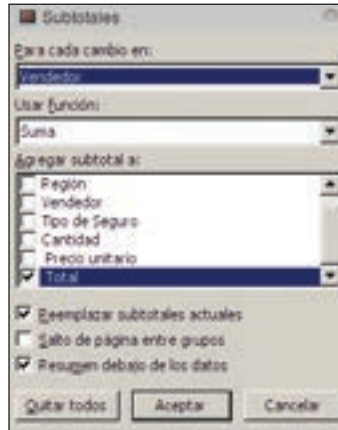 Subtotales
Para cada cambio en:
Vendedor
Usar función:
Suma
Agregar subtotal a:
Región
Vendedor
Tipo de Seguro
Cantidad
Precio unitario
Total
Reemplazar subtotales actuales
Salto de página entre grupos
Resumen debajo de los datos
Quitar todos
Aceptar
Cancelar